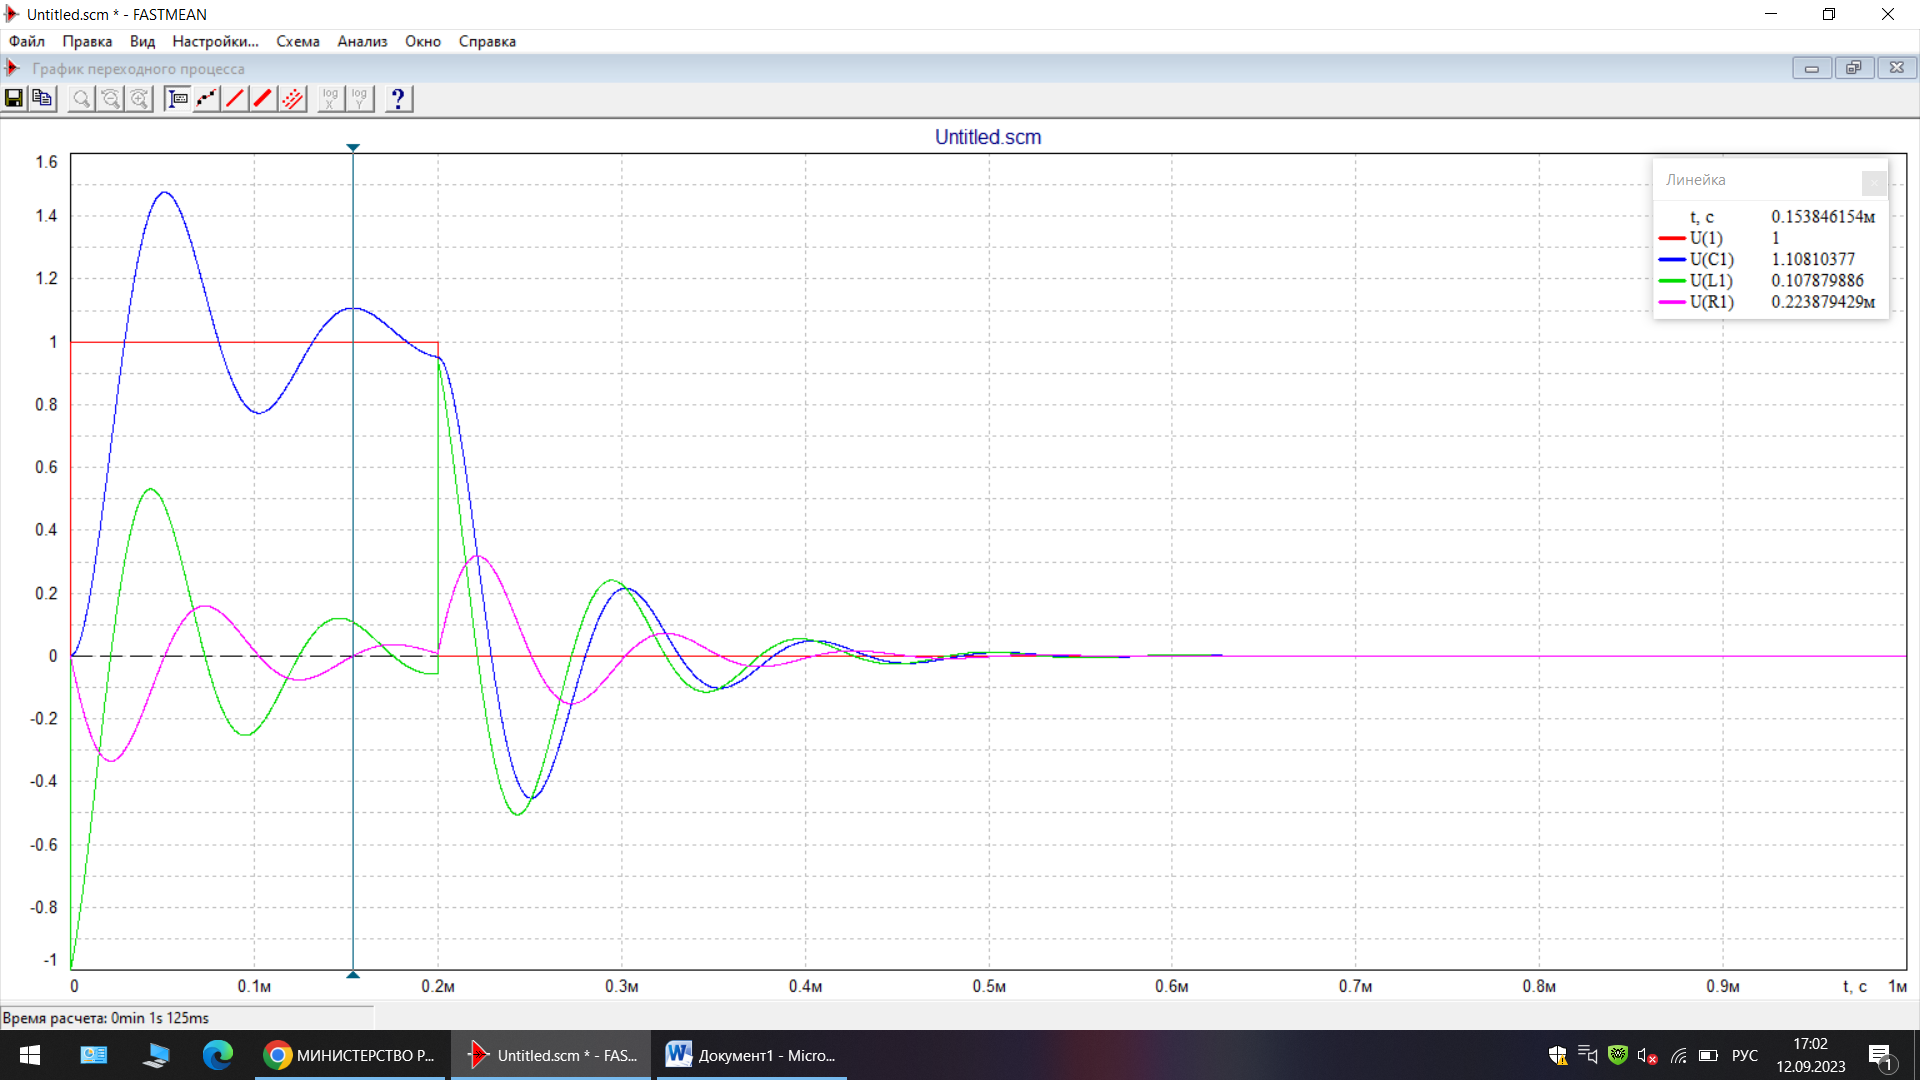 Untitled.scm * - FASTMEAN
Файл Правка Вид Настройки... Схема Анализ Окно Справка
График переходного процесса
log X log Y ?
Untitled.scm
Линейка
t, с 0.153846154м
U(1) 1
U(C1) 1.10810377
U(L1) 0.107879886
U(R1) 0.223879429м
1.6
1.4
1.2
1
0.8
0.6
0.4
0.2
0
-0.2
-0.4
-0.6
-0.8
-1
0 0.1м 0.2м 0.3м 0.4м 0.5м 0.6м 0.7м 0.8м 0.9м t, с 1м
Время расчета: 0min 1s 125ms
МИНИСТЕРСТВО Р... Untitled.scm * - FAS... Документ1 - Micro... РУС 17:02
12.09.2023
1